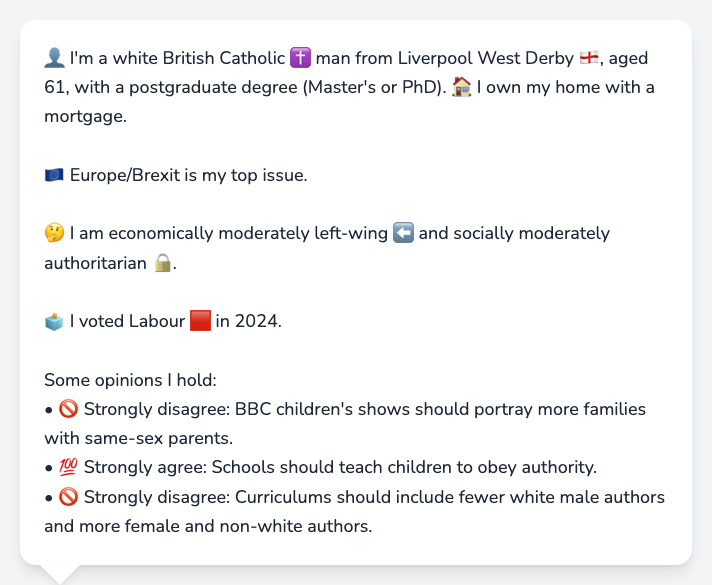 👤 I'm a white British Catholic ✝️ man from Liverpool West Derby 🏴󠁧󠁢󠁥󠁮󠁧󠁿, aged
61, with a postgraduate degree (Master's or PhD). 🏠 I own my home with a
mortgage.
🇪🇺 Europe/Brexit is my top issue.
🤔 I am economically moderately left-wing ⬅️ and socially moderately
authoritarian 🔒.
🗳️ I voted Labour 🟥 in 2024.
Some opinions I hold:
• 🚫 Strongly disagree: BBC children's shows should portray more families
with same-sex parents.
• 💯 Strongly agree: Schools should teach children to obey authority.
• 🚫 Strongly disagree: Curriculums should include fewer white male authors
and more female and non-white authors.